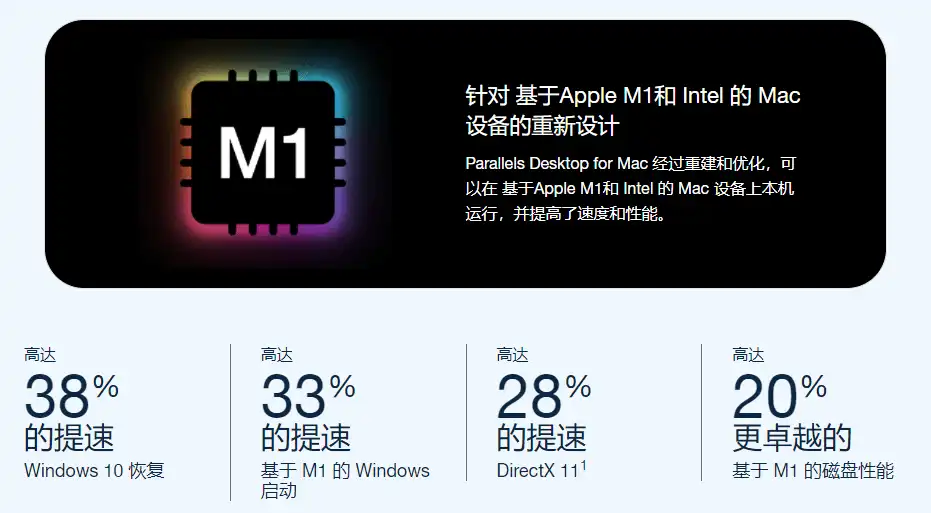 M1
针对 基于Apple M1和 Intel 的 Mac
设备的重新设计
Parallels Desktop for Mac 经过重建和优化，可
以在 基于Apple M1和 Intel 的 Mac 设备上本机
运行，并提高了速度和性能。
高达
38%
的提速
Windows 10 恢复
高达
33%
的提速
基于 M1 的 Windows
启动
高达
28%
的提速
DirectX 11¹
高达
20%
更卓越的
基于 M1 的磁盘性能